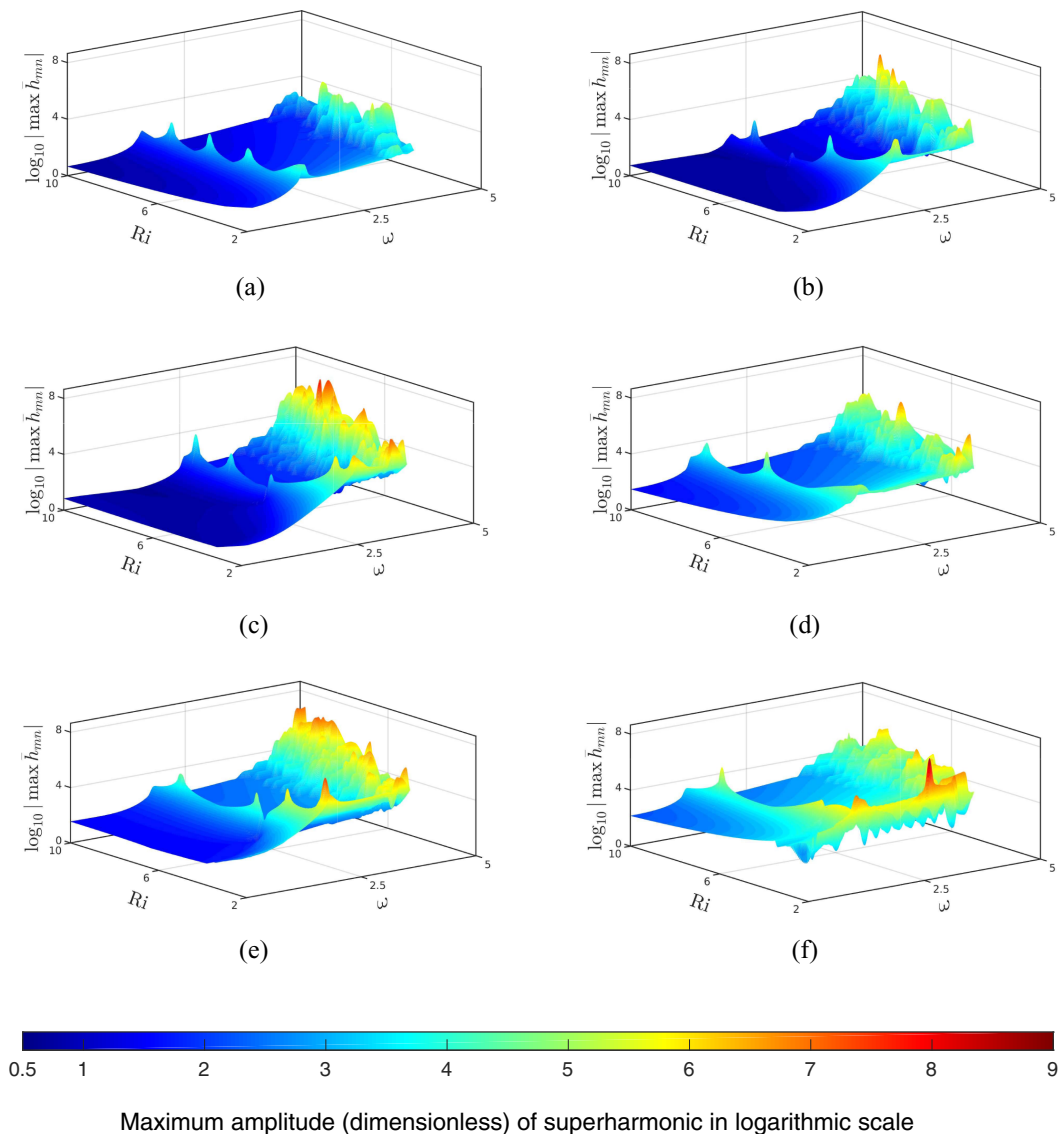 8
4
0
10
6
2
2.5
5
log₁₀ | max h̄ₘₙ|
Ri
ω
(a)
8
4
0
10
6
2
2.5
5
log₁₀ | max h̄ₘₙ|
Ri
ω
(b)
8
4
0
10
6
2
2.5
5
log₁₀ | max h̄ₘₙ|
Ri
ω
(c)
8
4
0
10
6
2
2.5
5
log₁₀ | max h̄ₘₙ|
Ri
ω
(d)
8
4
0
10
6
2
2.5
5
log₁₀ | max h̄ₘₙ|
Ri
ω
(e)
8
4
0
10
6
2
2.5
5
log₁₀ | max h̄ₘₙ|
Ri
ω
(f)
0.5 1 2 3 4 5 6 7 8 9
Maximum amplitude (dimensionless) of superharmonic in logarithmic scale